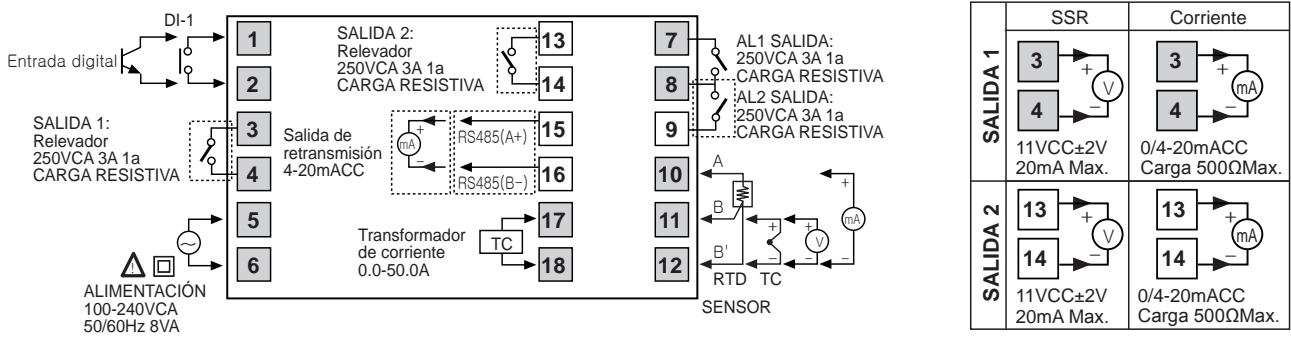 DI-1
Entrada digital
1
2
SALIDA 1:
Relevador
250VCA 3A 1a
CARGA RESISTIVA
3
4
5
6
ALIMENTACIÓN
100-240VCA
50/60Hz 8VA
SALIDA 2:
Relevador
250VCA 3A 1a
CARGA RESISTIVA
13
14
Salida de
retransmisión
4-20mACC
+
mA
−
RS485(A+)
RS485(B−)
15
16
Transformador
de corriente
0.0-50.0A
TC
17
18
7
8
9
AL1 SALIDA:
250VCA 3A 1a
CARGA RESISTIVA
AL2 SALIDA:
250VCA 3A 1a
CARGA RESISTIVA
10
11
12
A
B
B'
RTD
+
−
TC
+
V
−
+
mA
−
SENSOR
SSR
Corriente
SALIDA 1
3
4
+
V
−
11VCC±2V
20mA Max.
3
4
+
mA
−
0/4-20mACC
Carga 500ΩMax.
SALIDA 2
13
14
+
V
−
11VCC±2V
20mA Max.
13
14
+
mA
−
0/4-20mACC
Carga 500ΩMax.